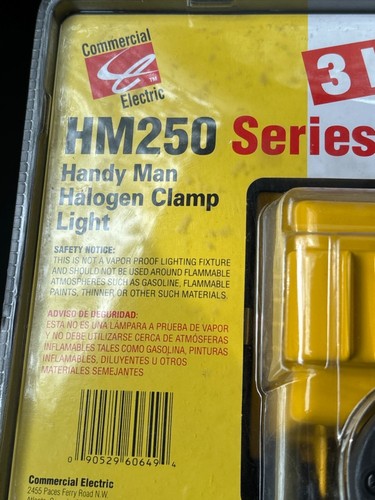 Commercial
TM
Electric
3
HM250 Series
Handy Man
Halogen Clamp
Light
SAFETY NOTICE:
THIS IS NOT A VAPOR PROOF LIGHTING FIXTURE
AND SHOULD NOT BE USED AROUND FLAMMABLE
ATMOSPHERES SUCH AS GASOLINE, FLAMMABLE
PAINTS, THINNER, OR OTHER SUCH MATERIALS.
ADVISO DE SEGURIDAD:
ESTA NO ES UNA LAMPARA A PRUEBA DE VAPOR
Y NO DEBE UTILIZARSE CERCA DE ATMÓSFERAS
INFLAMABLES TALES COMO GASOLINA, PINTURAS
INFLAMABLES, DILUYENTES U OTROS
MATERIALES SEMEJANTES
0 90529 60649 4
Commercial Electric
2455 Paces Ferry Road N.W.